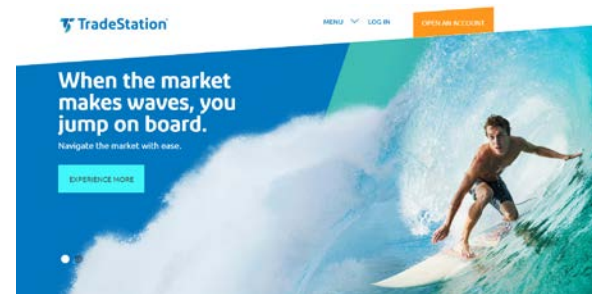 TradeStation
MENU LOG IN OPEN AN ACCOUNT
When the market
makes waves, you
jump on board.
Navigate the market with ease.
EXPERIENCE MORE